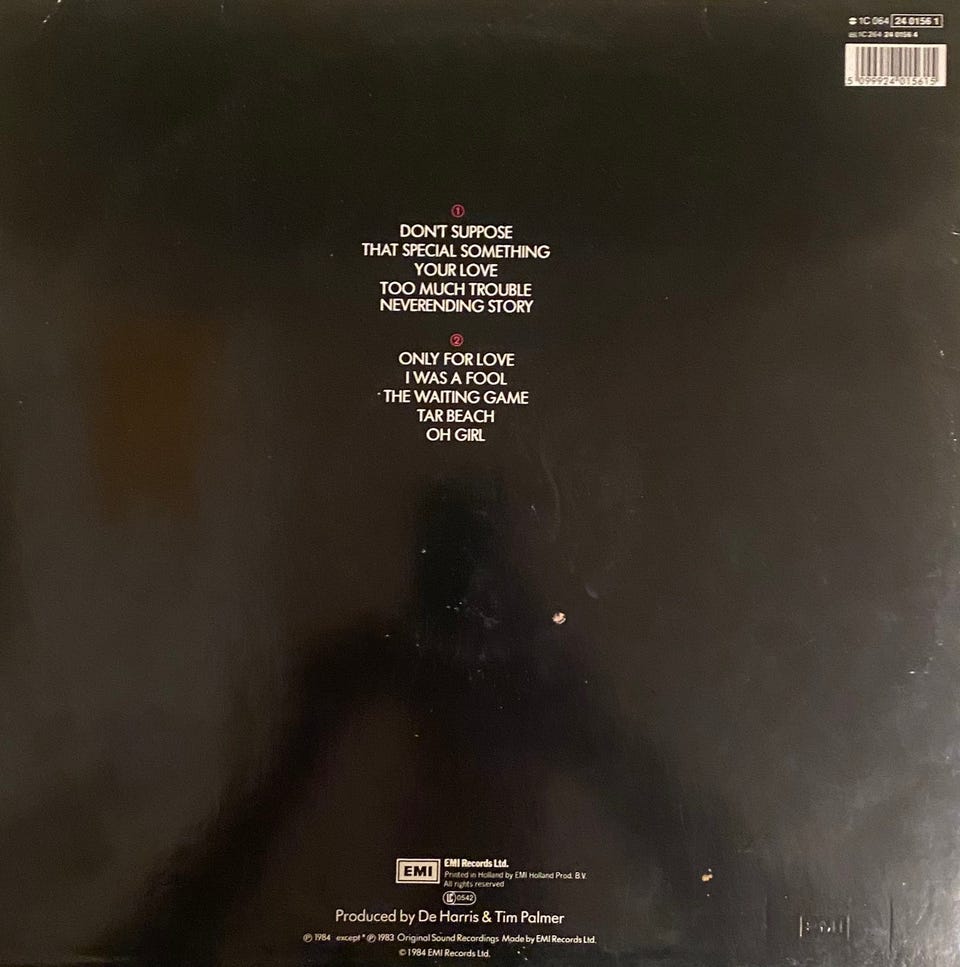 1C 064 24 0156 1
1C 264 24 0156 4
5 099924 015615
①
DON'T SUPPOSE
THAT SPECIAL SOMETHING
YOUR LOVE
TOO MUCH TROUBLE
NEVERENDING STORY
②
ONLY FOR LOVE
I WAS A FOOL
*THE WAITING GAME
TAR BEACH
OH GIRL
EMI
EMI Records Ltd.
Printed in Holland by EMI Holland Prod. B.V.
All rights reserved
LC 0542
Produced by De Harris & Tim Palmer
℗ 1984 except * ℗ 1983 Original Sound Recordings Made by EMI Records Ltd.
© 1984 EMI Records Ltd.